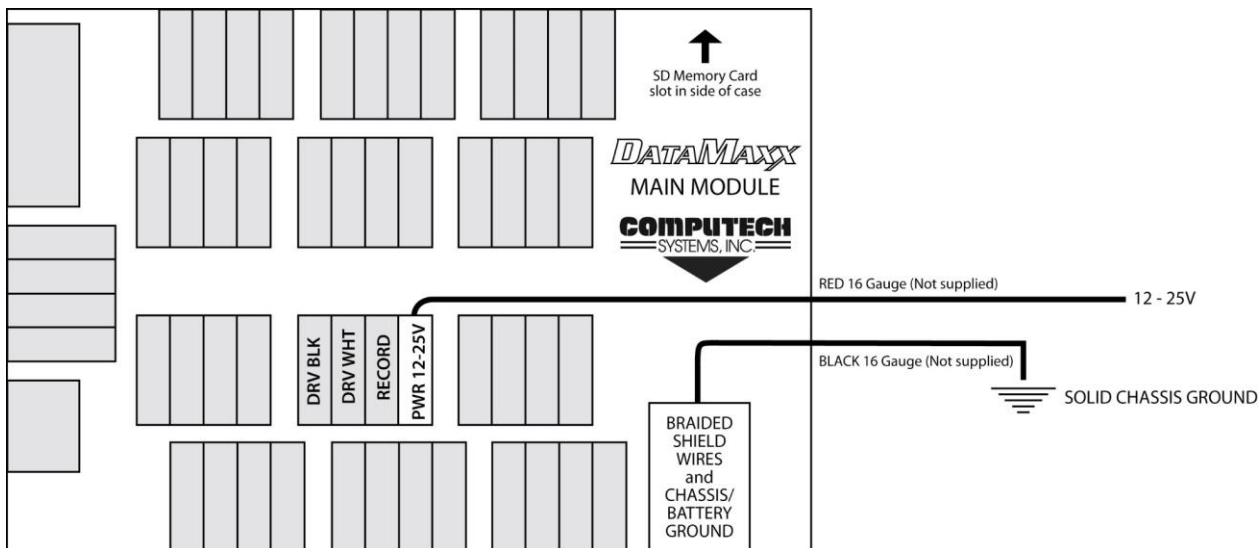 SD Memory Card
slot in side of case
DATAMAXX
MAIN MODULE
COMPUTECH
SYSTEMS, INC.
RED 16 Gauge (Not supplied)
12 - 25V
DRV BLK
DRV WHT
RECORD
PWR 12-25V
BLACK 16 Gauge (Not supplied)
SOLID CHASSIS GROUND
BRAIDED
SHIELD
WIRES
and
CHASSIS/
BATTERY
GROUND